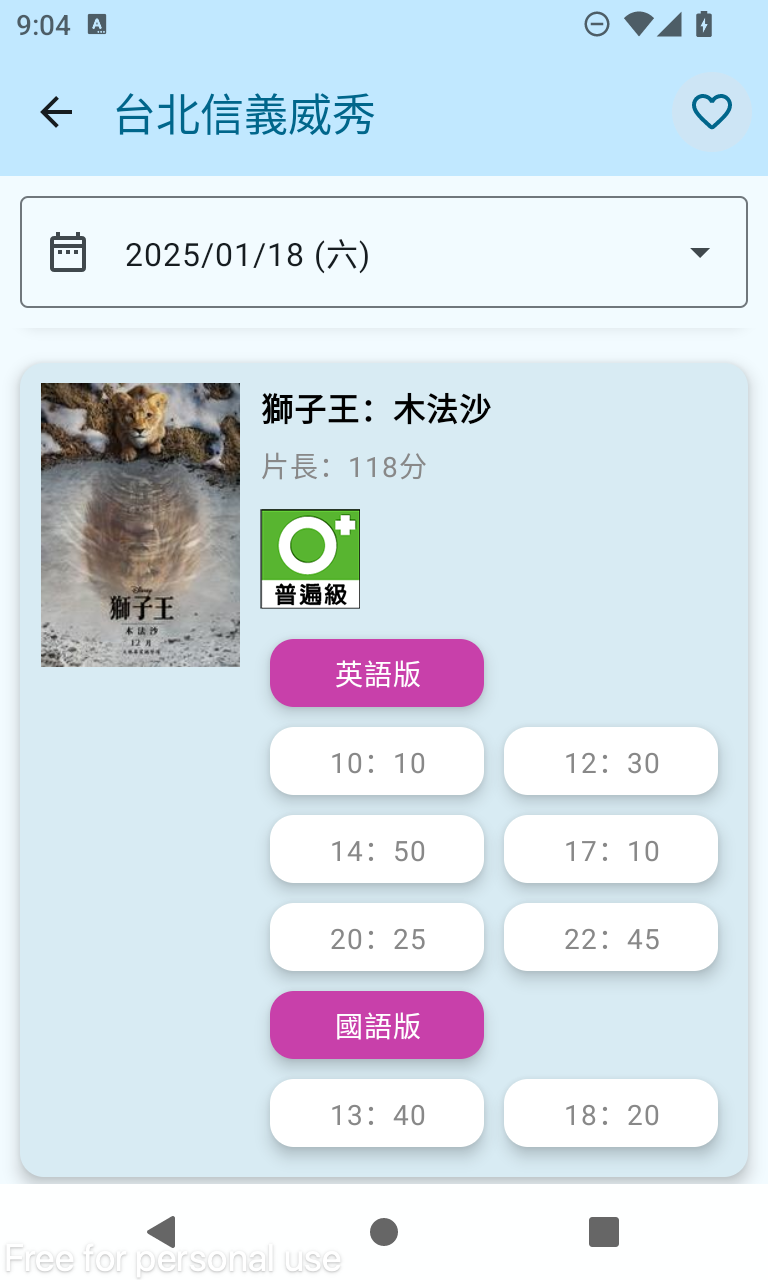 9:04
台北信義威秀
2025/01/18 (六)
獅子王：木法沙
片長：118分
普遍級
Disney
獅子王
木法沙
12月
英語版
10：10
12：30
14：50
17：10
20：25
22：45
國語版
13：40
18：20
Free for personal use